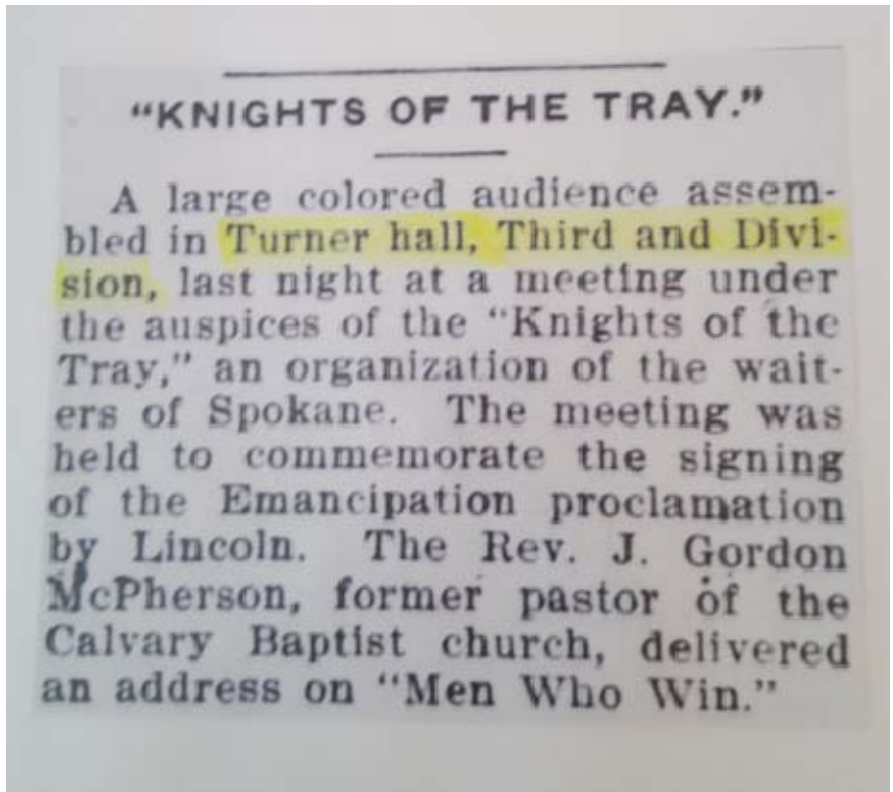 "KNIGHTS OF THE TRAY."
A large colored audience assem-
bled in Turner hall, Third and Divi-
sion, last night at a meeting under
the auspices of the "Knights of the
Tray," an organization of the wait-
ers of Spokane. The meeting was
held to commemorate the signing
of the Emancipation proclamation
by Lincoln. The Rev. J. Gordon
McPherson, former pastor of the
Calvary Baptist church, delivered
an address on "Men Who Win."